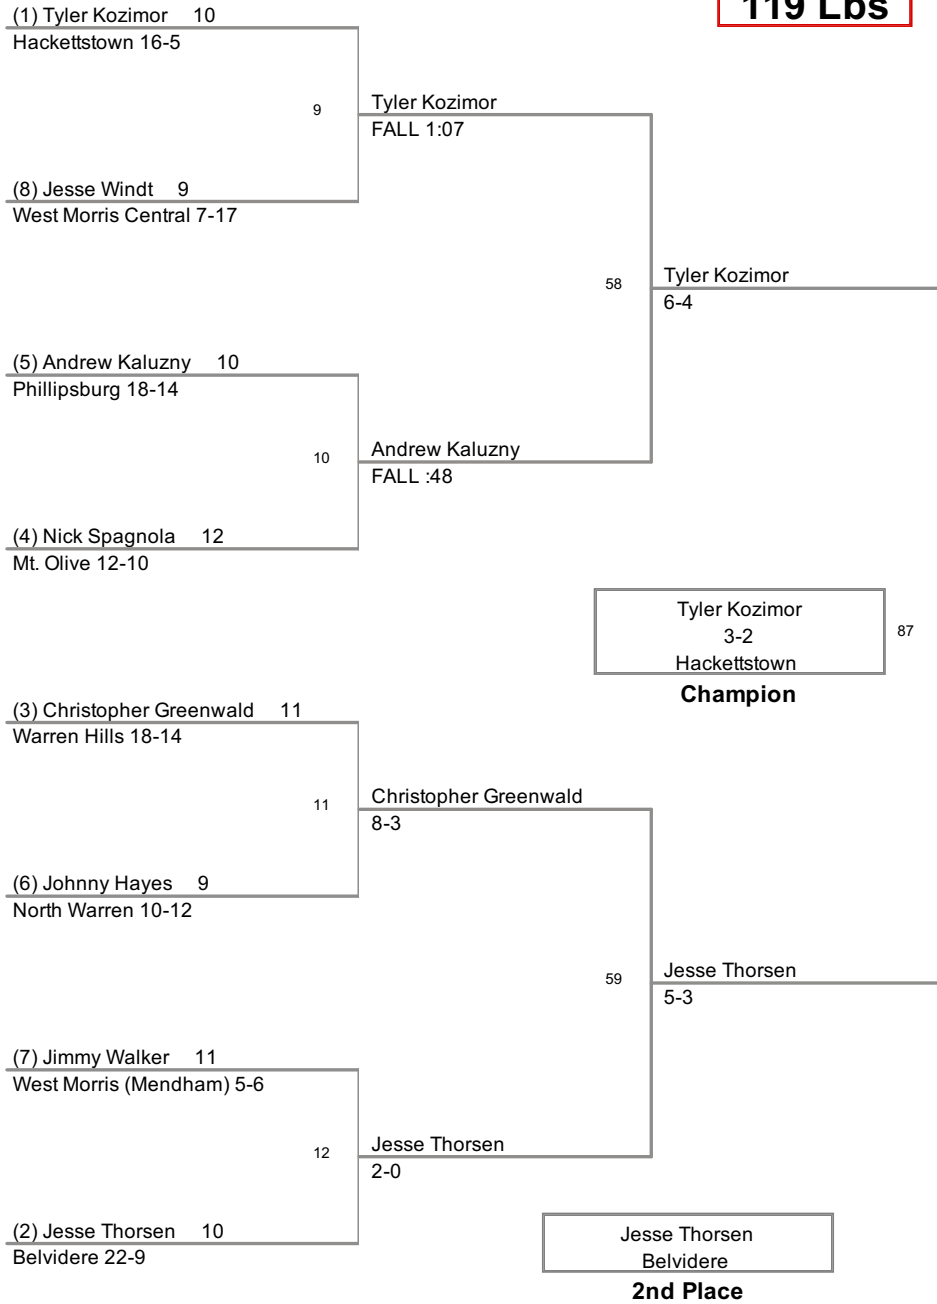 119 Lbs
(1) Tyler Kozimor 10
Hackettstown 16-5
9
Tyler Kozimor
FALL 1:07
(8) Jesse Windt 9
West Morris Central 7-17
58
Tyler Kozimor
6-4
(5) Andrew Kaluzny 10
Phillipsburg 18-14
10
Andrew Kaluzny
FALL :48
(4) Nick Spagnola 12
Mt. Olive 12-10
Tyler Kozimor
3-2
Hackettstown
87
Champion
(3) Christopher Greenwald 11
Warren Hills 18-14
11
Christopher Greenwald
8-3
(6) Johnny Hayes 9
North Warren 10-12
59
Jesse Thorsen
5-3
(7) Jimmy Walker 11
West Morris (Mendham) 5-6
12
Jesse Thorsen
2-0
(2) Jesse Thorsen 10
Belvidere 22-9
Jesse Thorsen
Belvidere
2nd Place